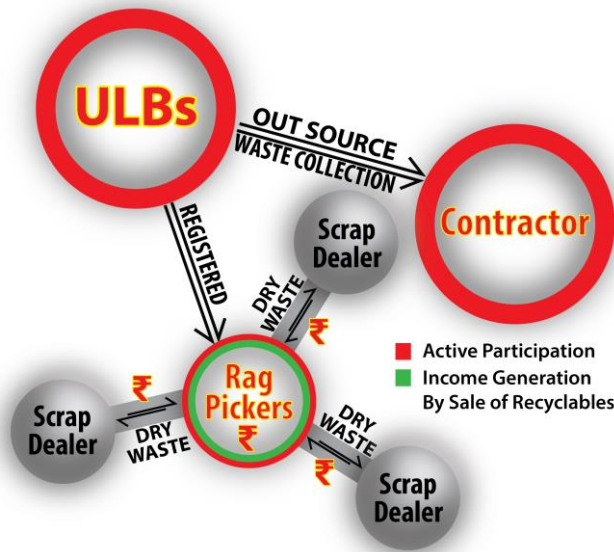 ULBs
OUT SOURCE
WASTE COLLECTION
Contractor
REGISTERED
Scrap
Dealer
DRY
WASTE
₹
Active Participation
Income Generation
By Sale of Recyclables
Rag
Pickers
₹
₹
Scrap
Dealer
DRY
WASTE
DRY
WASTE
₹
Scrap
Dealer